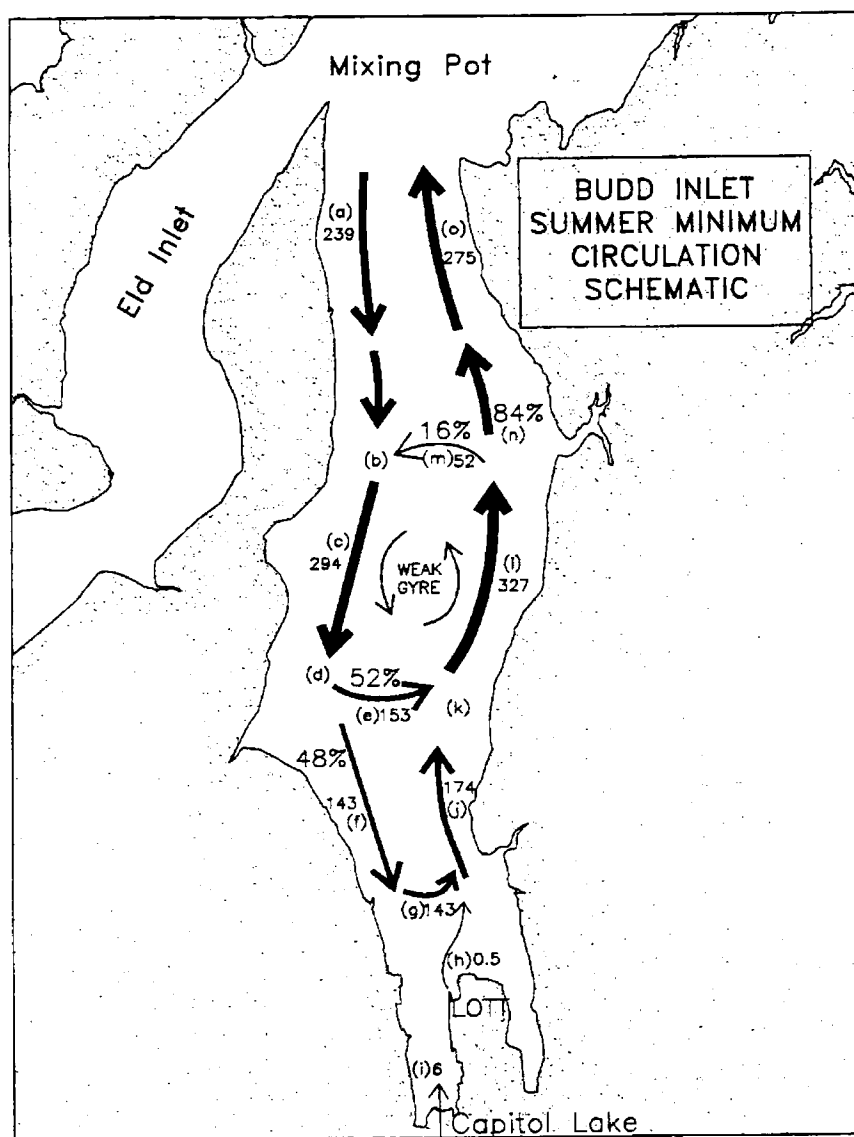 Mixing Pot
BUDD INLET
SUMMER MINIMUM
CIRCULATION
SCHEMATIC
Eld Inlet
(a)
239
(o)
275
84%
(n)
16%
(m)52
(b)
(c)
294
WEAK
GYRE
(l)
327
(d)
52%
(e)153
(k)
48%
143
(f)
174
(j)
(g)143
(h)0.5
LOTT
(i)6
Capitol Lake